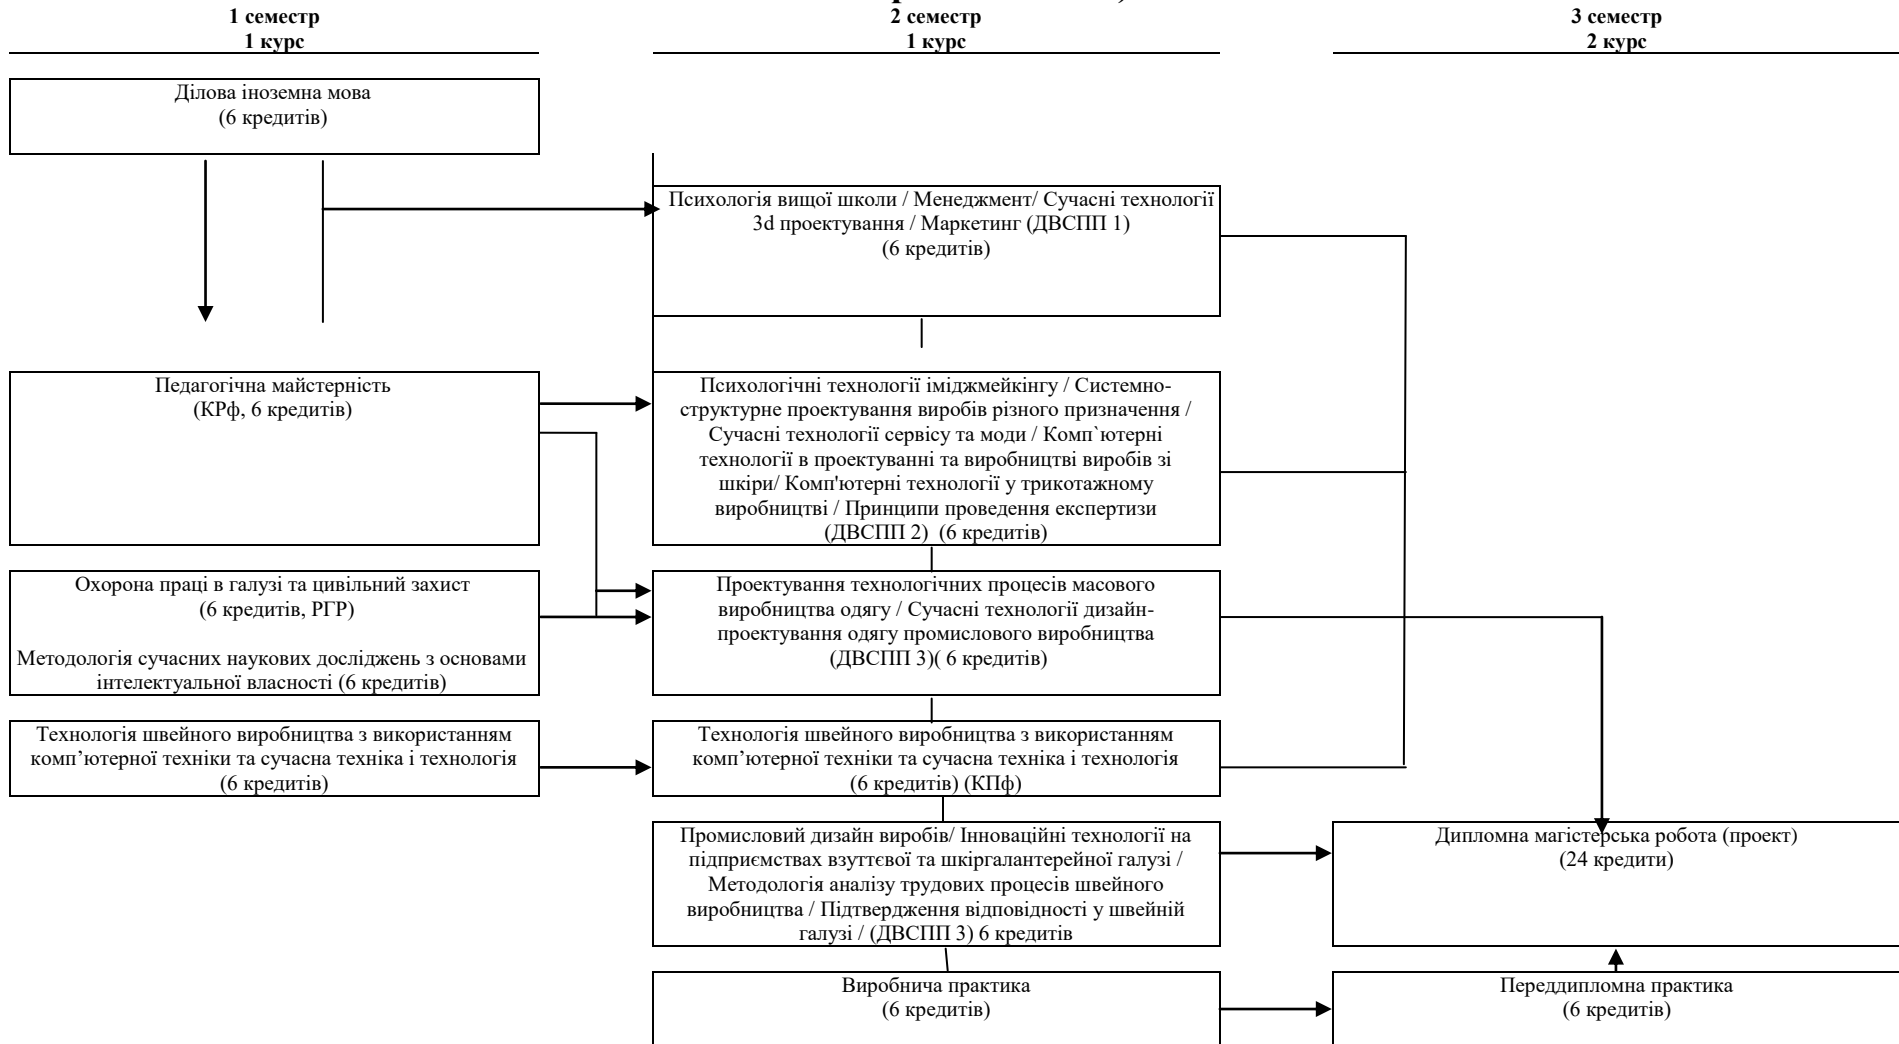 1 семестр
1 курс
2 семестр
1 курс
3 семестр
2 курс
Ділова іноземна мова
(6 кредитів)
Психологія вищої школи / Менеджмент/ Сучасні технології
3d проектування / Маркетинг (ДВСПП 1)
(6 кредитів)
Педагогічна майстерність
(КРф, 6 кредитів)
Психологічні технології іміджмейкінгу / Системно-
структурне проектування виробів різного призначення /
Сучасні технології сервісу та моди / Комп`ютерні
технології в проектуванні та виробництві виробів зі
шкіри/ Комп'ютерні технології у трикотажному
виробництві / Принципи проведення експертизи
(ДВСПП 2)  (6 кредитів)
Охорона праці в галузі та цивільний захист
(6 кредитів, РГР)
Методологія сучасних наукових досліджень з основами
інтелектуальної власності (6 кредитів)
Проектування технологічних процесів масового
виробництва одягу / Сучасні технології дизайн-
проектування одягу промислового виробництва
(ДВСПП 3)( 6 кредитів)
Технологія швейного виробництва з використанням
комп’ютерної техніки та сучасна техніка і технологія
(6 кредитів)
Технологія швейного виробництва з використанням
комп’ютерної техніки та сучасна техніка і технологія
(6 кредитів) (КПф)
Промисловий дизайн виробів/ Інноваційні технології на
підприємствах взуттєвої та шкіргалантерейної галузі /
Методологія аналізу трудових процесів швейного
виробництва / Підтвердження відповідності у швейній
галузі / (ДВСПП 3) 6 кредитів
Дипломна магістерська робота (проект)
(24 кредити)
Виробнича практика
(6 кредитів)
Переддипломна практика
(6 кредитів)